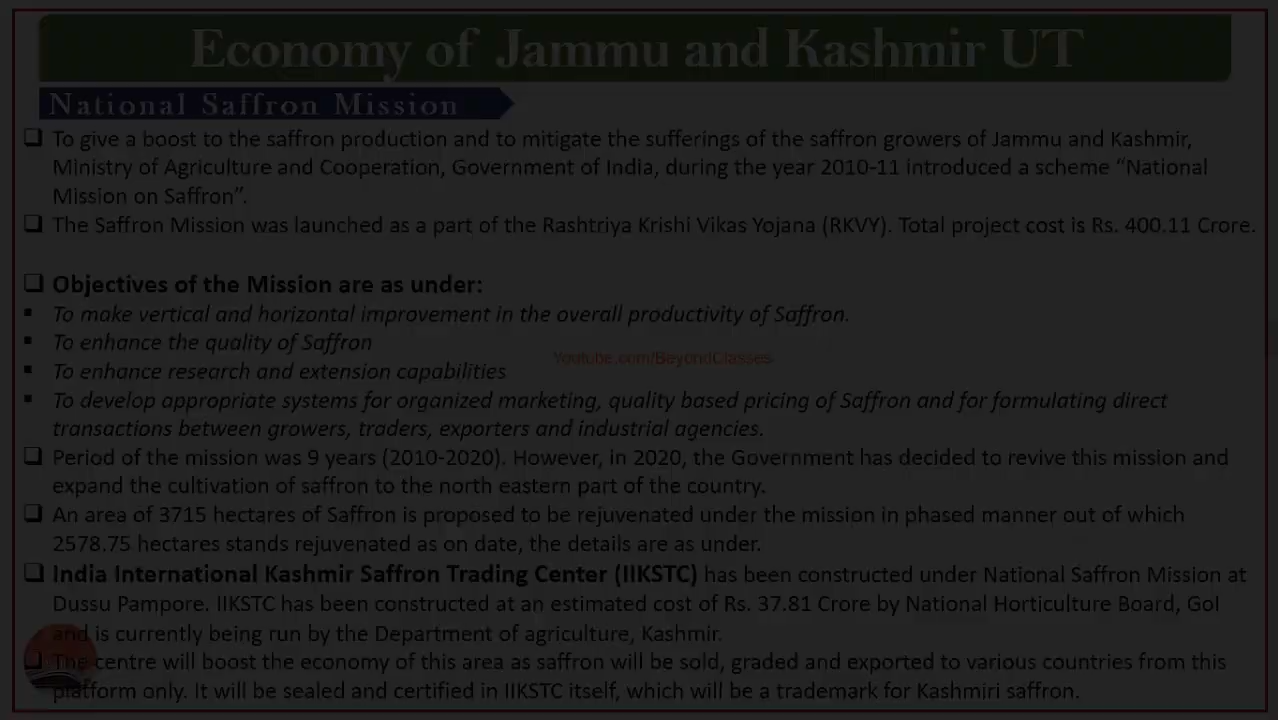 Economy of Jammu and Kashmir UT
National Saffron Mission
❑ To give a boost to the saffron production and to mitigate the sufferings of the saffron growers of Jammu and Kashmir,
Ministry of Agriculture and Cooperation, Government of India, during the year 2010-11 introduced a scheme “National
Mission on Saffron”.
❑ The Saffron Mission was launched as a part of the Rashtriya Krishi Vikas Yojana (RKVY). Total project cost is Rs. 400.11 Crore.
❑ Objectives of the Mission are as under:
▪ To make vertical and horizontal improvement in the overall productivity of Saffron.
▪ To enhance the quality of Saffron
Youtube.com/BeyondClasses
▪ To enhance research and extension capabilities
▪ To develop appropriate systems for organized marketing, quality based pricing of Saffron and for formulating direct
transactions between growers, traders, exporters and industrial agencies.
❑ Period of the mission was 9 years (2010-2020). However, in 2020, the Government has decided to revive this mission and
expand the cultivation of saffron to the north eastern part of the country.
❑ An area of 3715 hectares of Saffron is proposed to be rejuvenated under the mission in phased manner out of which
2578.75 hectares stands rejuvenated as on date, the details are as under.
❑ India International Kashmir Saffron Trading Center (IIKSTC) has been constructed under National Saffron Mission at
Dussu Pampore. IIKSTC has been constructed at an estimated cost of Rs. 37.81 Crore by National Horticulture Board, GoI
and is currently being run by the Department of agriculture, Kashmir.
❑ The centre will boost the economy of this area as saffron will be sold, graded and exported to various countries from this
platform only. It will be sealed and certified in IIKSTC itself, which will be a trademark for Kashmiri saffron.